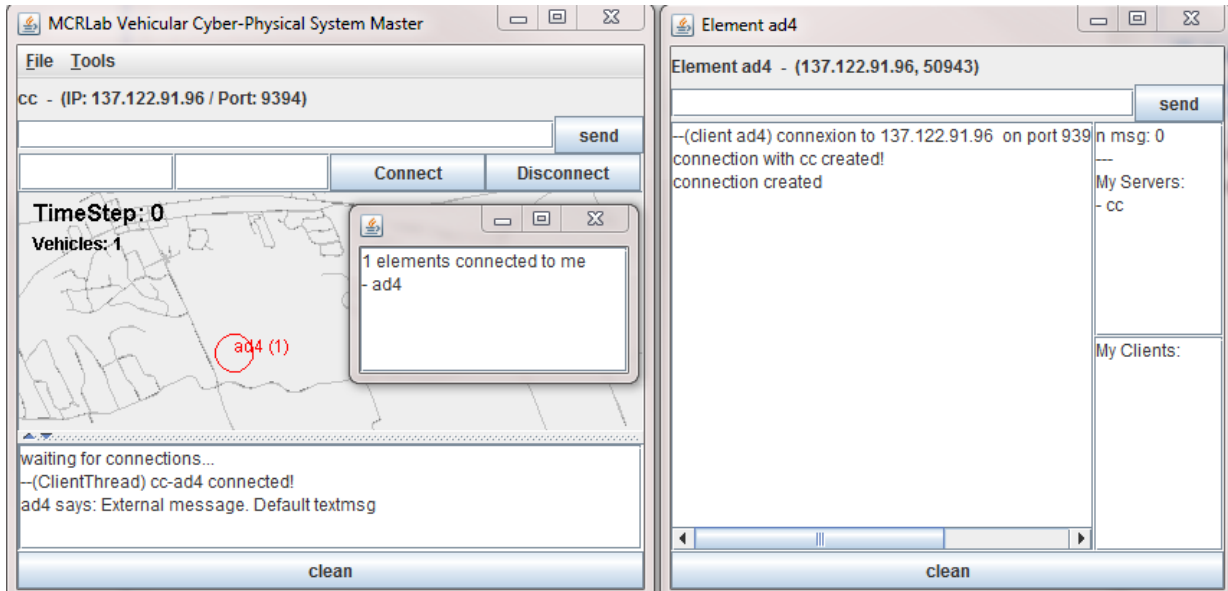 MCRLab Vehicular Cyber-Physical System Master
File Tools
cc - (IP: 137.122.91.96 / Port: 9394)
send
Connect Disconnect
TimeStep: 0
Vehicles: 1
ad4 (1)
1 elements connected to me
- ad4
waiting for connections...
--(ClientThread) cc-ad4 connected!
ad4 says: External message. Default textmsg
clean
Element ad4
Element ad4 - (137.122.91.96, 50943)
send
--(client ad4) connexion to 137.122.91.96 on port 939
connection with cc created!
connection created
n msg: 0
---
My Servers:
- cc
My Clients:
clean